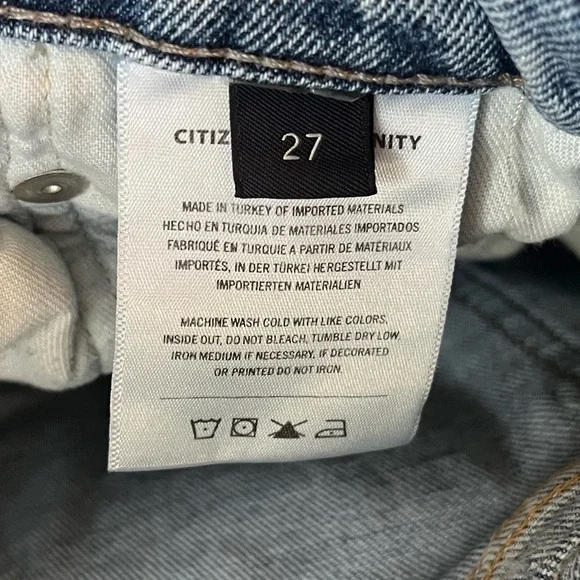 CITIZ NITY
27
MADE IN TURKEY OF IMPORTED MATERIALS
HECHO EN TURQUIA DE MATERIALES IMPORTADOS
FABRIQUÉ EN TURQUIE A PARTIR DE MATÉRIAUX
IMPORTÉS, IN DER TÜRKEI HERGESTELLT MIT
IMPORTIERTEN MATERIALIEN
MACHINE WASH COLD WITH LIKE COLORS,
INSIDE OUT, DO NOT BLEACH, TUMBLE DRY LOW
IRON MEDIUM IF NECESSARY, IF DECORATED
OR PRINTED DO NOT IRON.